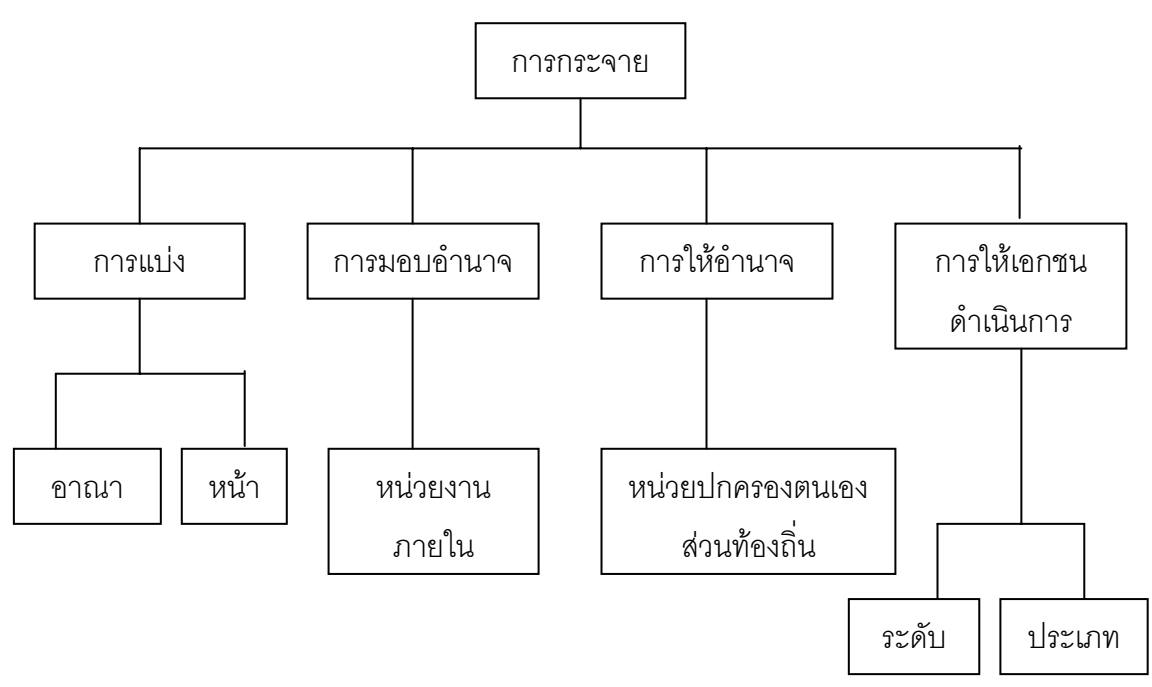 การกระจาย
การแบ่ง
การมอบอำนาจ
การให้อำนาจ
การให้เอกชน
ดำเนินการ
อาณา
หน้า
หน่วยงาน
ภายใน
หน่วยปกครองตนเอง
ส่วนท้องถิ่น
ระดับ
ประเภท